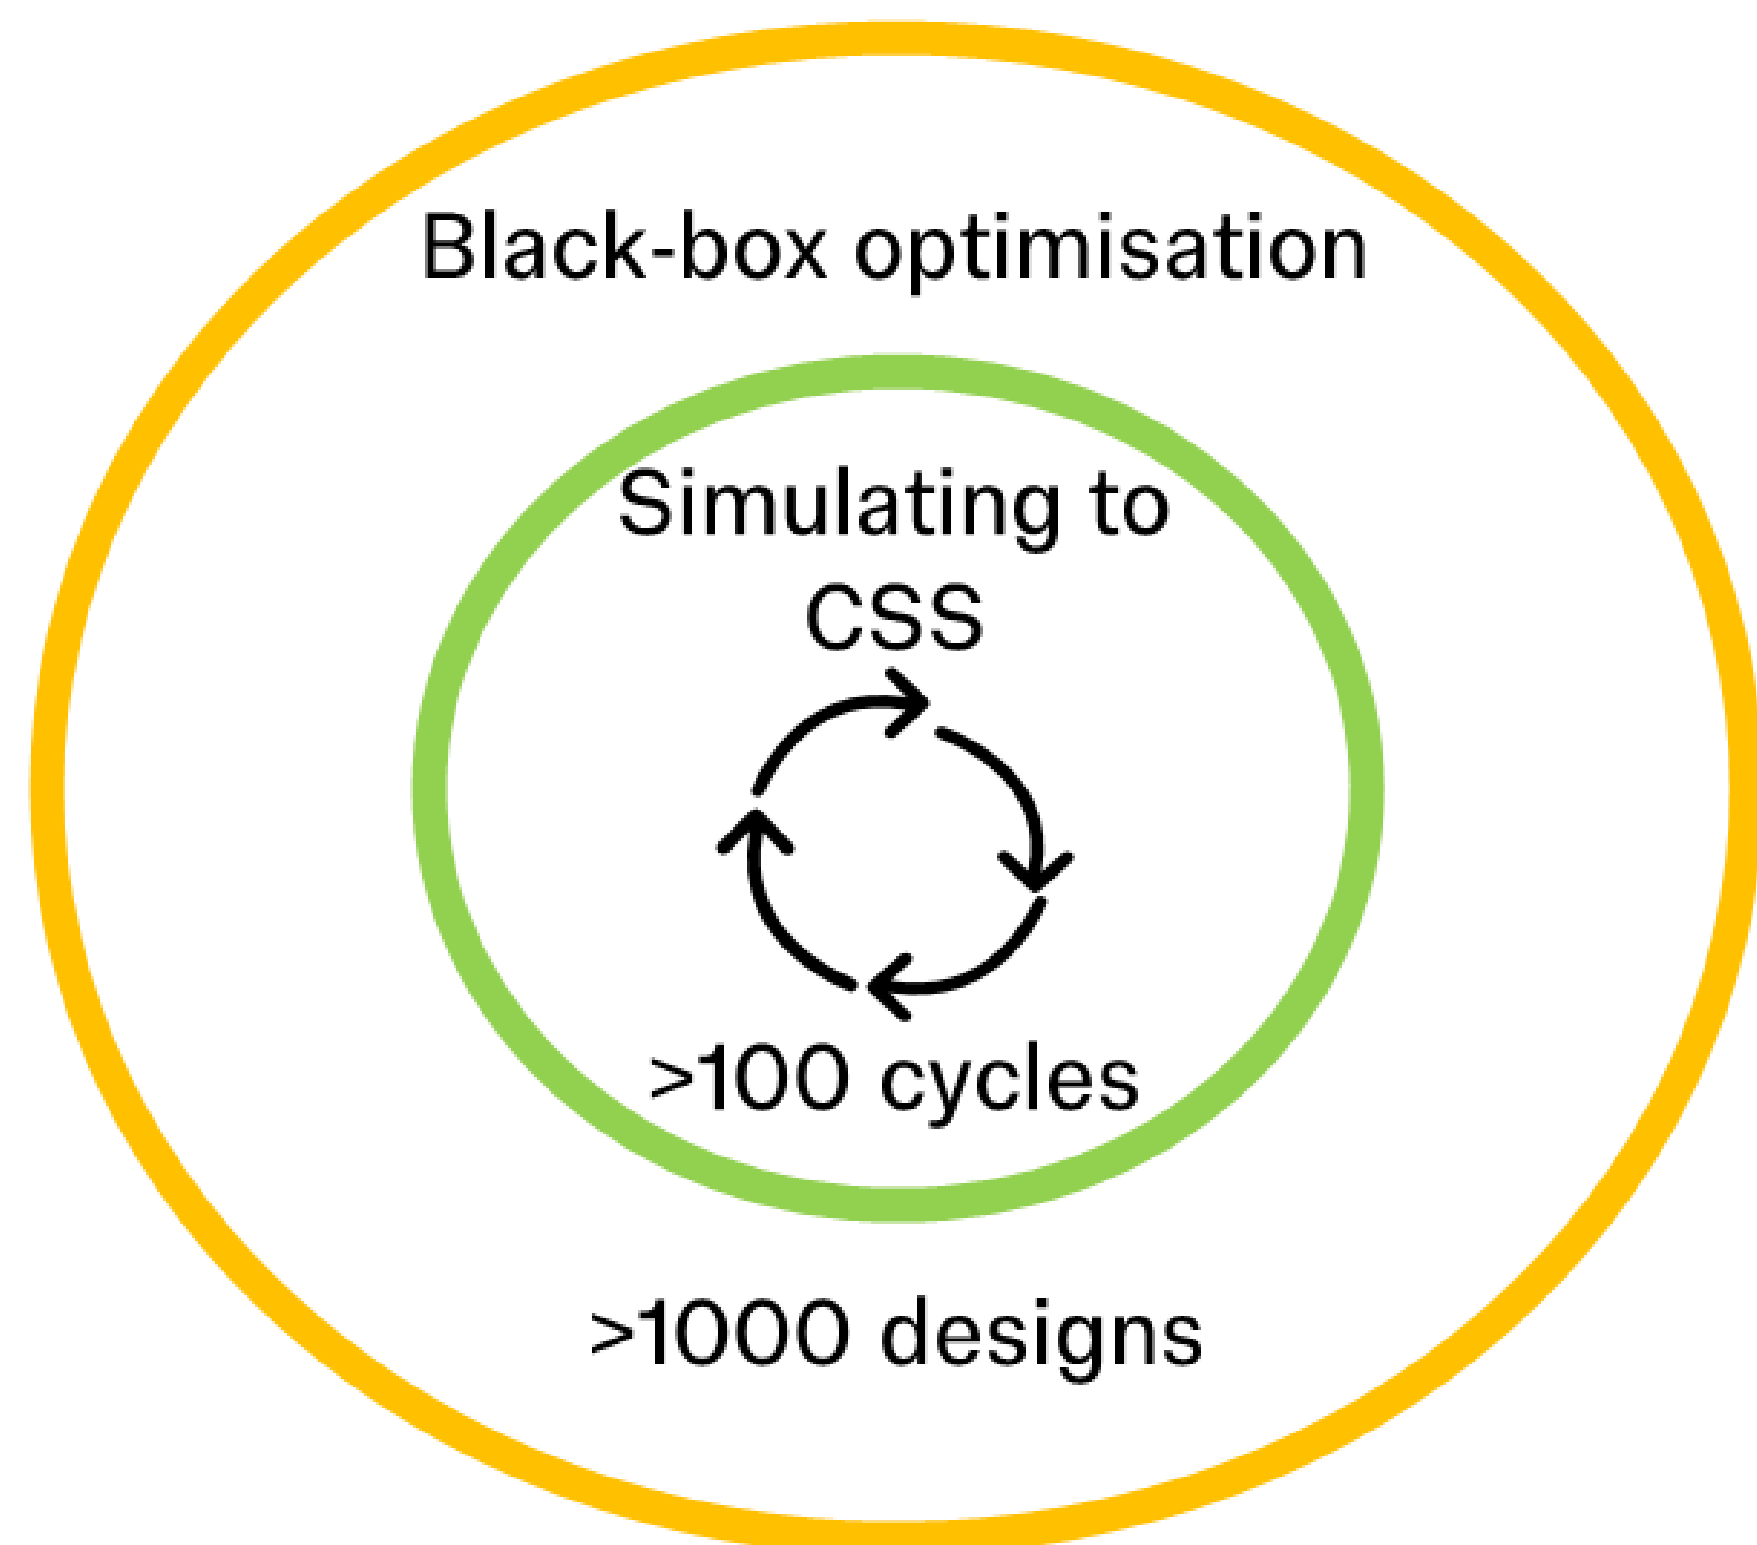 Black-box optimisation
Simulating to
CSS
>100 cycles
>1000 designs